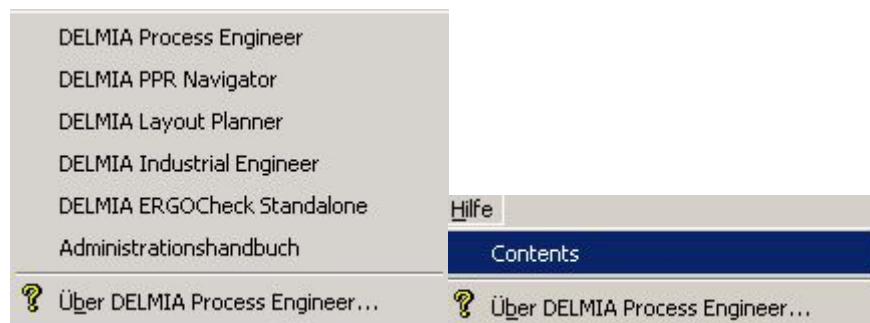 DELMIA Process Engineer
DELMIA PPR Navigator
DELMIA Layout Planner
DELMIA Industrial Engineer
DELMIA ERGOCheck Standalone
Administrationshandbuch
Über DELMIA Process Engineer...
Hilfe
Contents
Über DELMIA Process Engineer...